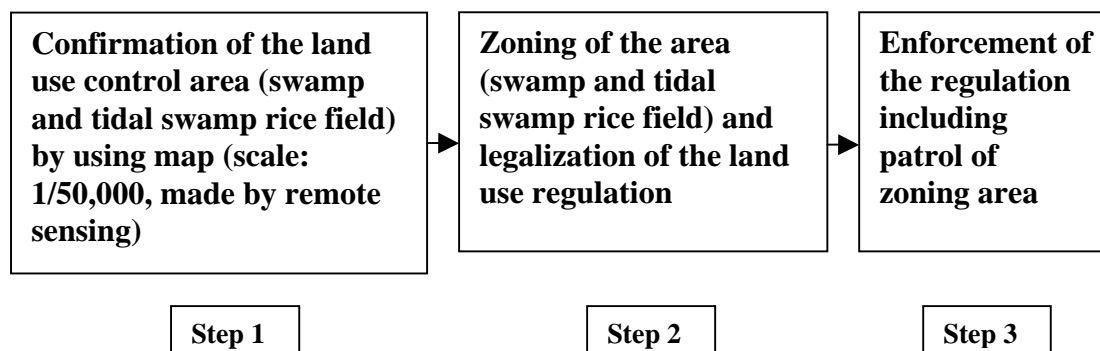 Confirmation of the land
use control area (swamp
and tidal swamp rice field)
by using map (scale:
1/50,000, made by remote
sensing)
Zoning of the area
(swamp and tidal
swamp rice field) and
legalization of the land
use regulation
Enforcement of
the regulation
including
patrol of
zoning area
Step 1
Step 2
Step 3